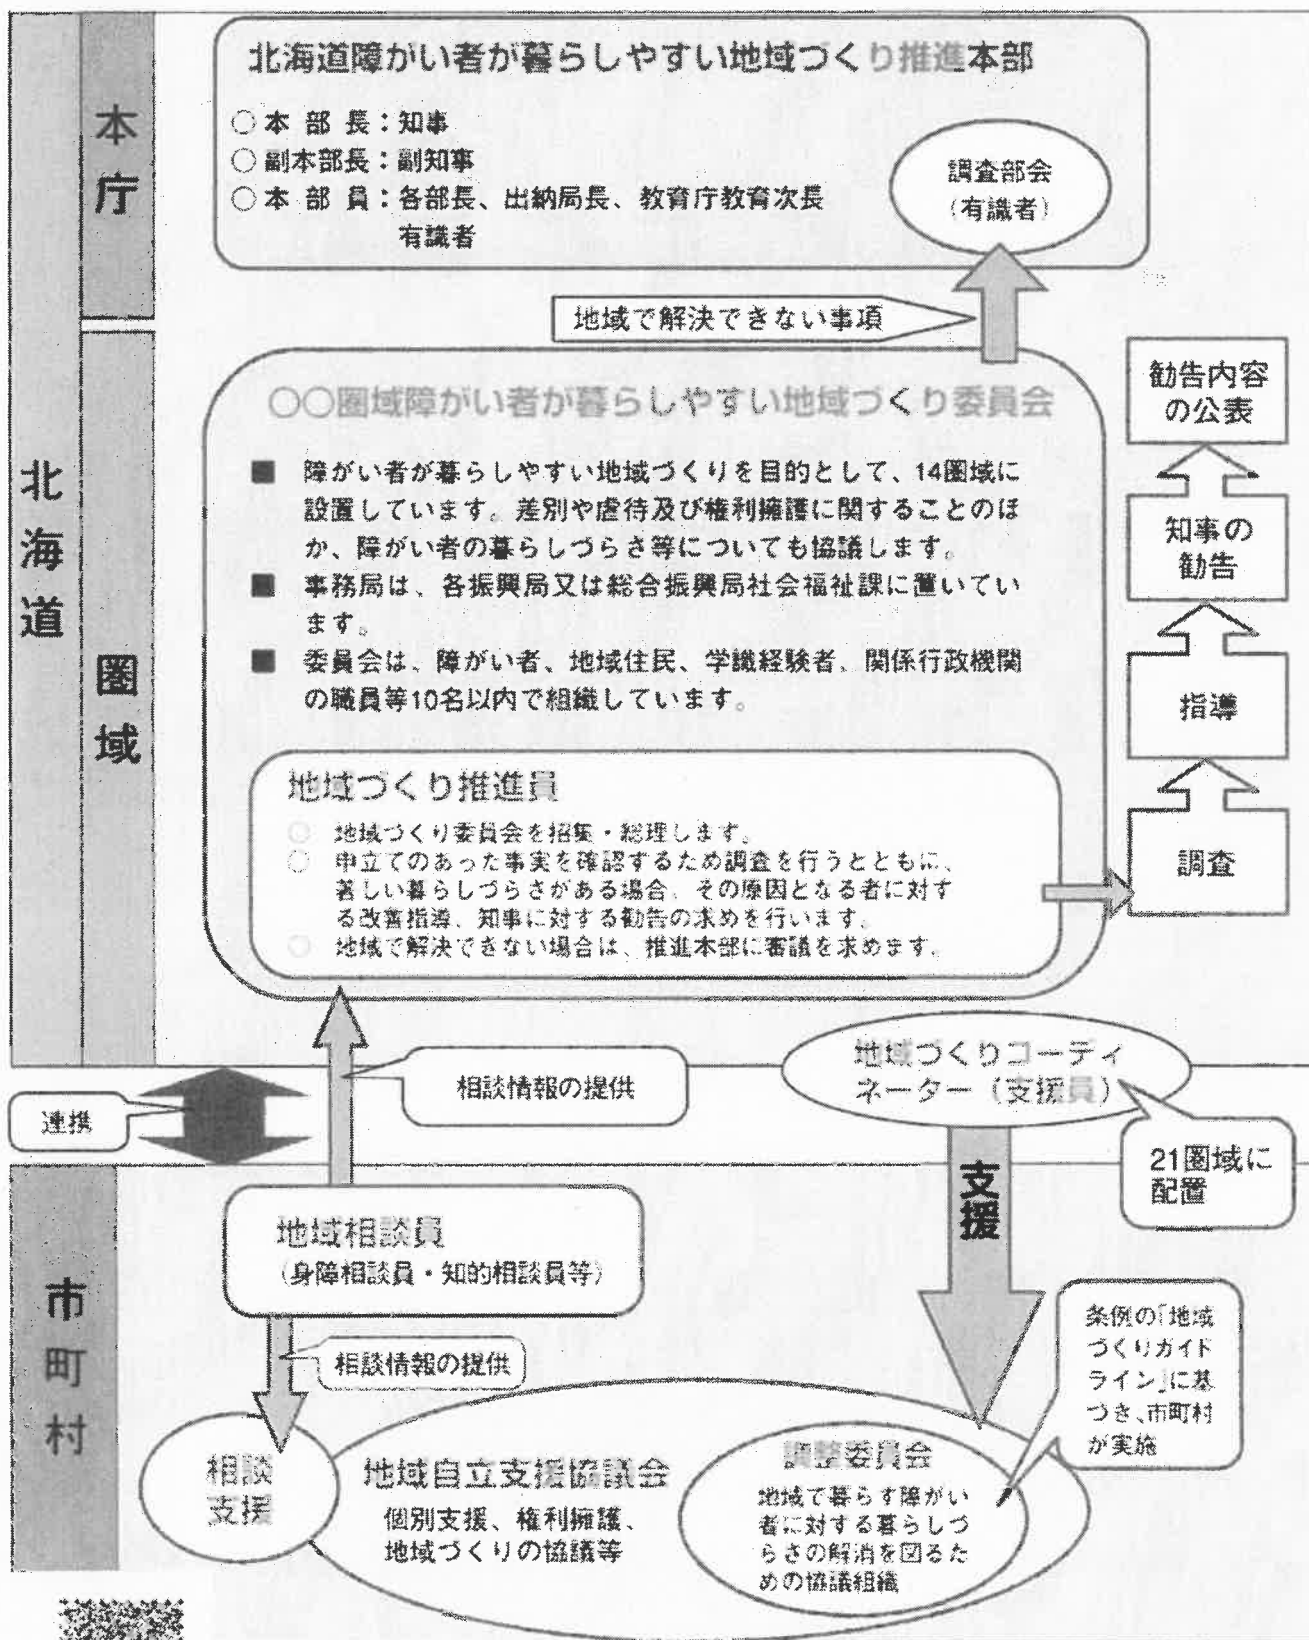 北海道
本庁
北海道障がい者が暮らしやすい地域づくり推進本部
○本部長：知事
○副本部長：副知事
○本部員：各部長、出納局長、教育庁教育次長
有識者
調査部会
（有識者）
地域で解決できない事項
圏域
○○圏域障がい者が暮らしやすい地域づくり委員会
■ 障がい者が暮らしやすい地域づくりを目的として、14圏域に
設置しています。差別や虐待及び権利擁護に関することのほ
か、障がい者の暮らしづらさ等についても協議します。
■ 事務局は、各振興局又は総合振興局社会福祉課に置いてい
ます。
■ 委員会は、障がい者、地域住民、学識経験者、関係行政機関
の職員等10名以内で組織しています。
地域づくり推進員
○ 地域づくり委員会を招集・総理します。
○ 申立てのあった事実を確認するため調査を行うとともに、
著しい暮らしづらさがある場合、その原因となる者に対す
る改善指導、知事に対する勧告の求めを行います。
○ 地域で解決できない場合は、推進本部に審議を求めます。
勧告内容
の公表
知事の
勧告
指導
調査
連携
相談情報の提供
地域づくりコーディ
ネーター（支援員）
21圏域に
配置
支援
市町村
地域相談員
（身障相談員・知的相談員等）
相談情報の提供
相談
支援
地域自立支援協議会
個別支援、権利擁護、
地域づくりの協議等
調整委員会
地域で暮らす障がい
者に対する暮らしづ
らさの解消を図るた
めの協議組織
条例の「地域
づくりガイド
ライン」に基
づき、市町村
が実施